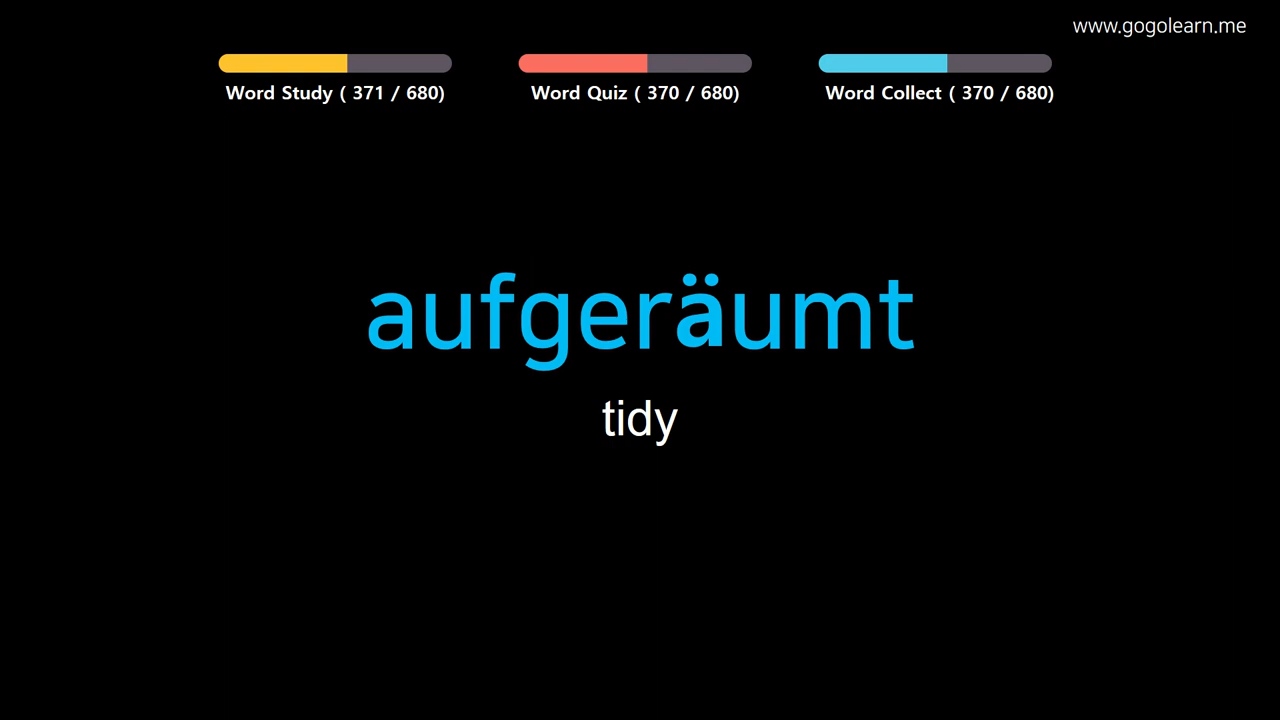 www.gogolearn.me
Word Study ( 371 / 680)
Word Quiz ( 370 / 680)
Word Collect ( 370 / 680)
aufgeräumt
tidy